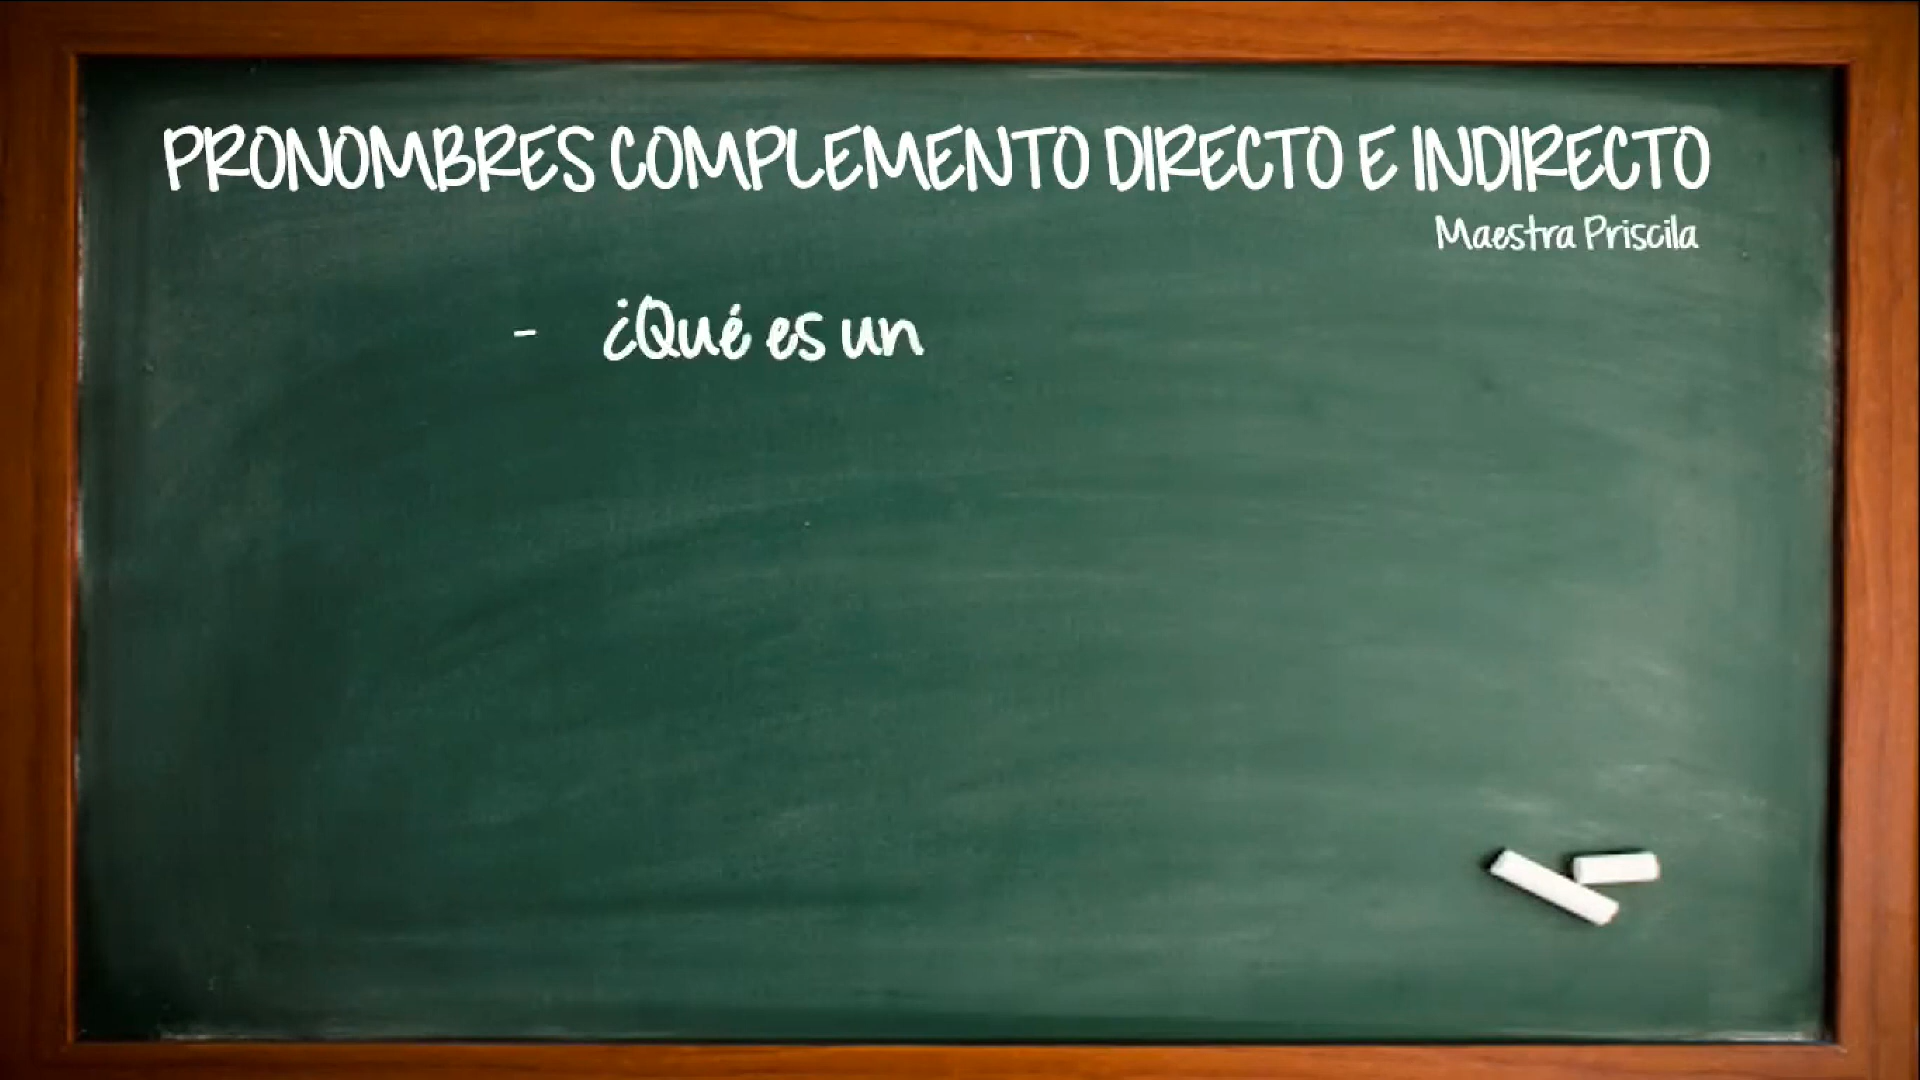 PRONOMBRES COMPLEMENTO DIRECTO E INDIRECTO
Maestra Priscila
- ¿Qué es un